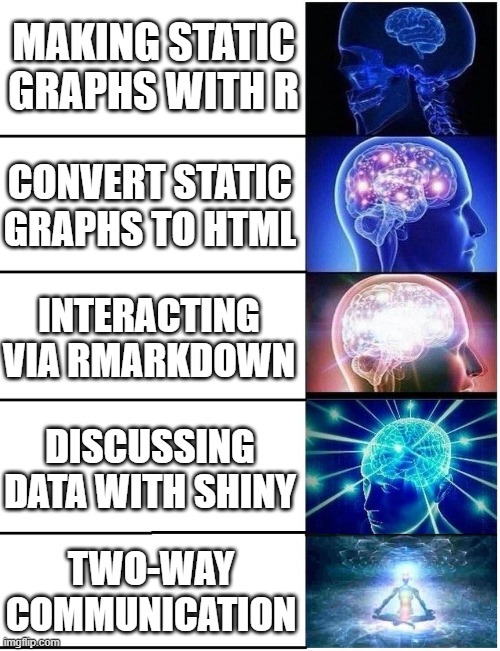 MAKING STATIC
GRAPHS WITH R
CONVERT STATIC
GRAPHS TO HTML
INTERACTING
VIA RMARKDOWN
DISCUSSING
DATA WITH SHINY
TWO-WAY
COMMUNICATION
imgflip.com